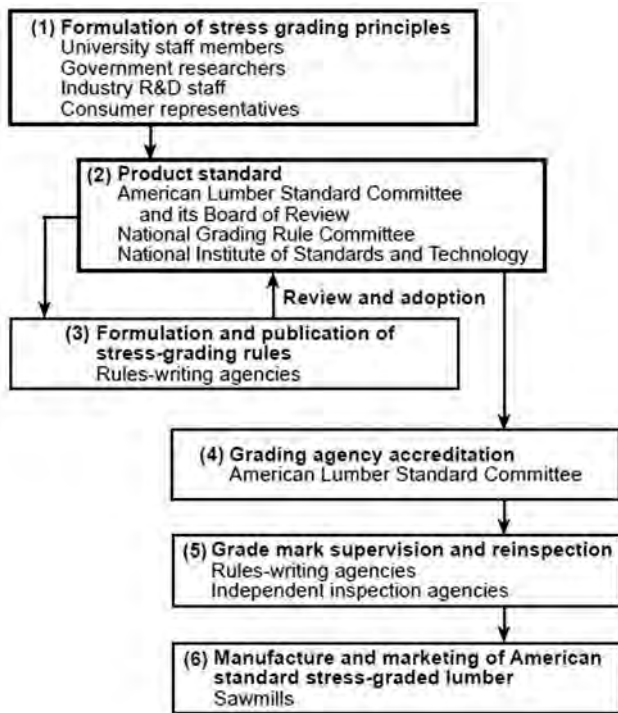 (1) Formulation of stress grading principles
University staff members
Government researchers
Industry R&D staff
Consumer representatives
(2) Product standard
American Lumber Standard Committee
and its Board of Review
National Grading Rule Committee
National Institute of Standards and Technology
Review and adoption
(3) Formulation and publication of
stress-grading rules
Rules-writing agencies
(4) Grading agency accreditation
American Lumber Standard Committee
(5) Grade mark supervision and reinspection
Rules-writing agencies
Independent inspection agencies
(6) Manufacture and marketing of American
standard stress-graded lumber
Sawmills